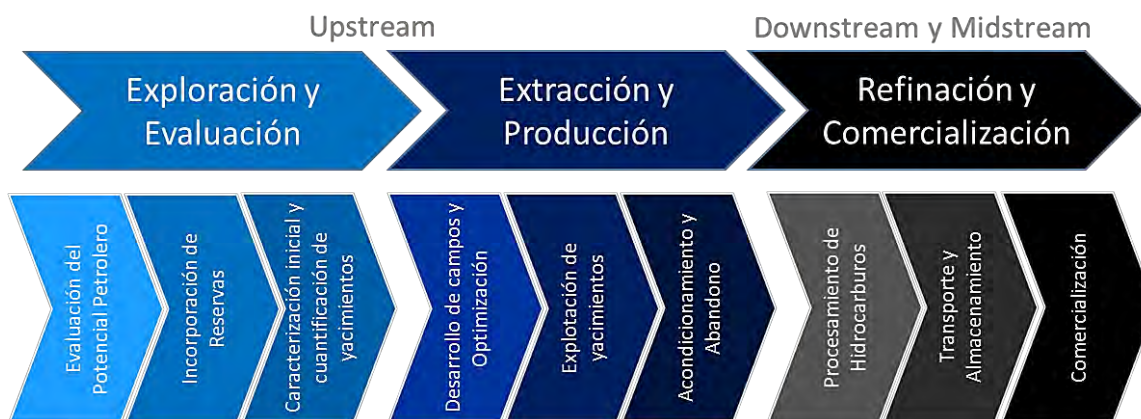 Upstream
Downstream y Midstream
Exploración y
Evaluación
Extracción y
Producción
Refinación y
Comercialización
Evaluación del
Potencial Petrolero
Incorporación de
Reservas
Caracterización inicial y
cuantificación de
yacimientos
Desarrollo de campos y
Optimización
Explotación de
yacimientos
Acondicionamiento y
Abandono
Procesamiento de
Hidrocarburos
Transporte y
Almacenamiento
Comercialización